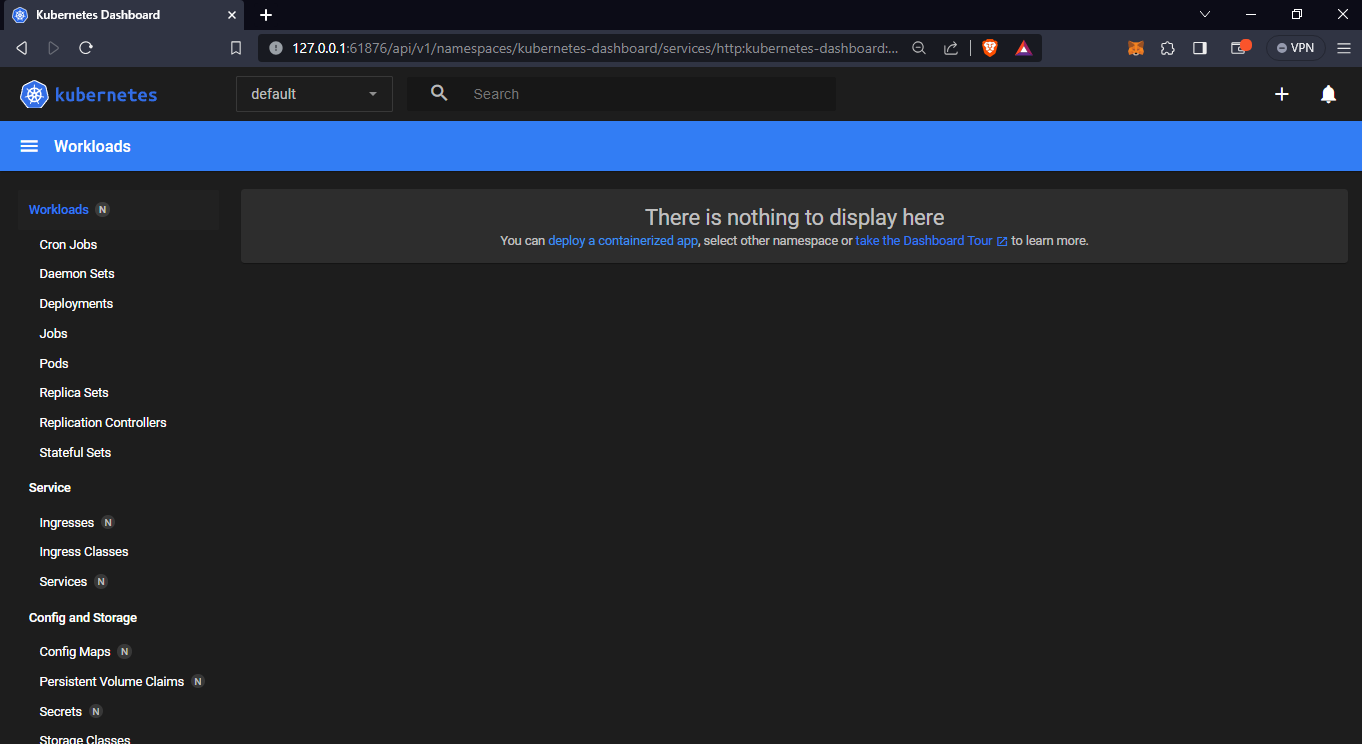 Kubernetes Dashboard
127.0.0.1:61876/api/v1/namespaces/kubernetes-dashboard/services/http:kubernetes-dashboard:...
VPN
kubernetes
default
Search
Workloads
Workloads N
Cron Jobs
Daemon Sets
Deployments
Jobs
Pods
Replica Sets
Replication Controllers
Stateful Sets
Service
Ingresses N
Ingress Classes
Services N
Config and Storage
Config Maps N
Persistent Volume Claims N
Secrets N
Storage Classes
There is nothing to display here
You can deploy a containerized app, select other namespace or take the Dashboard Tour to learn more.